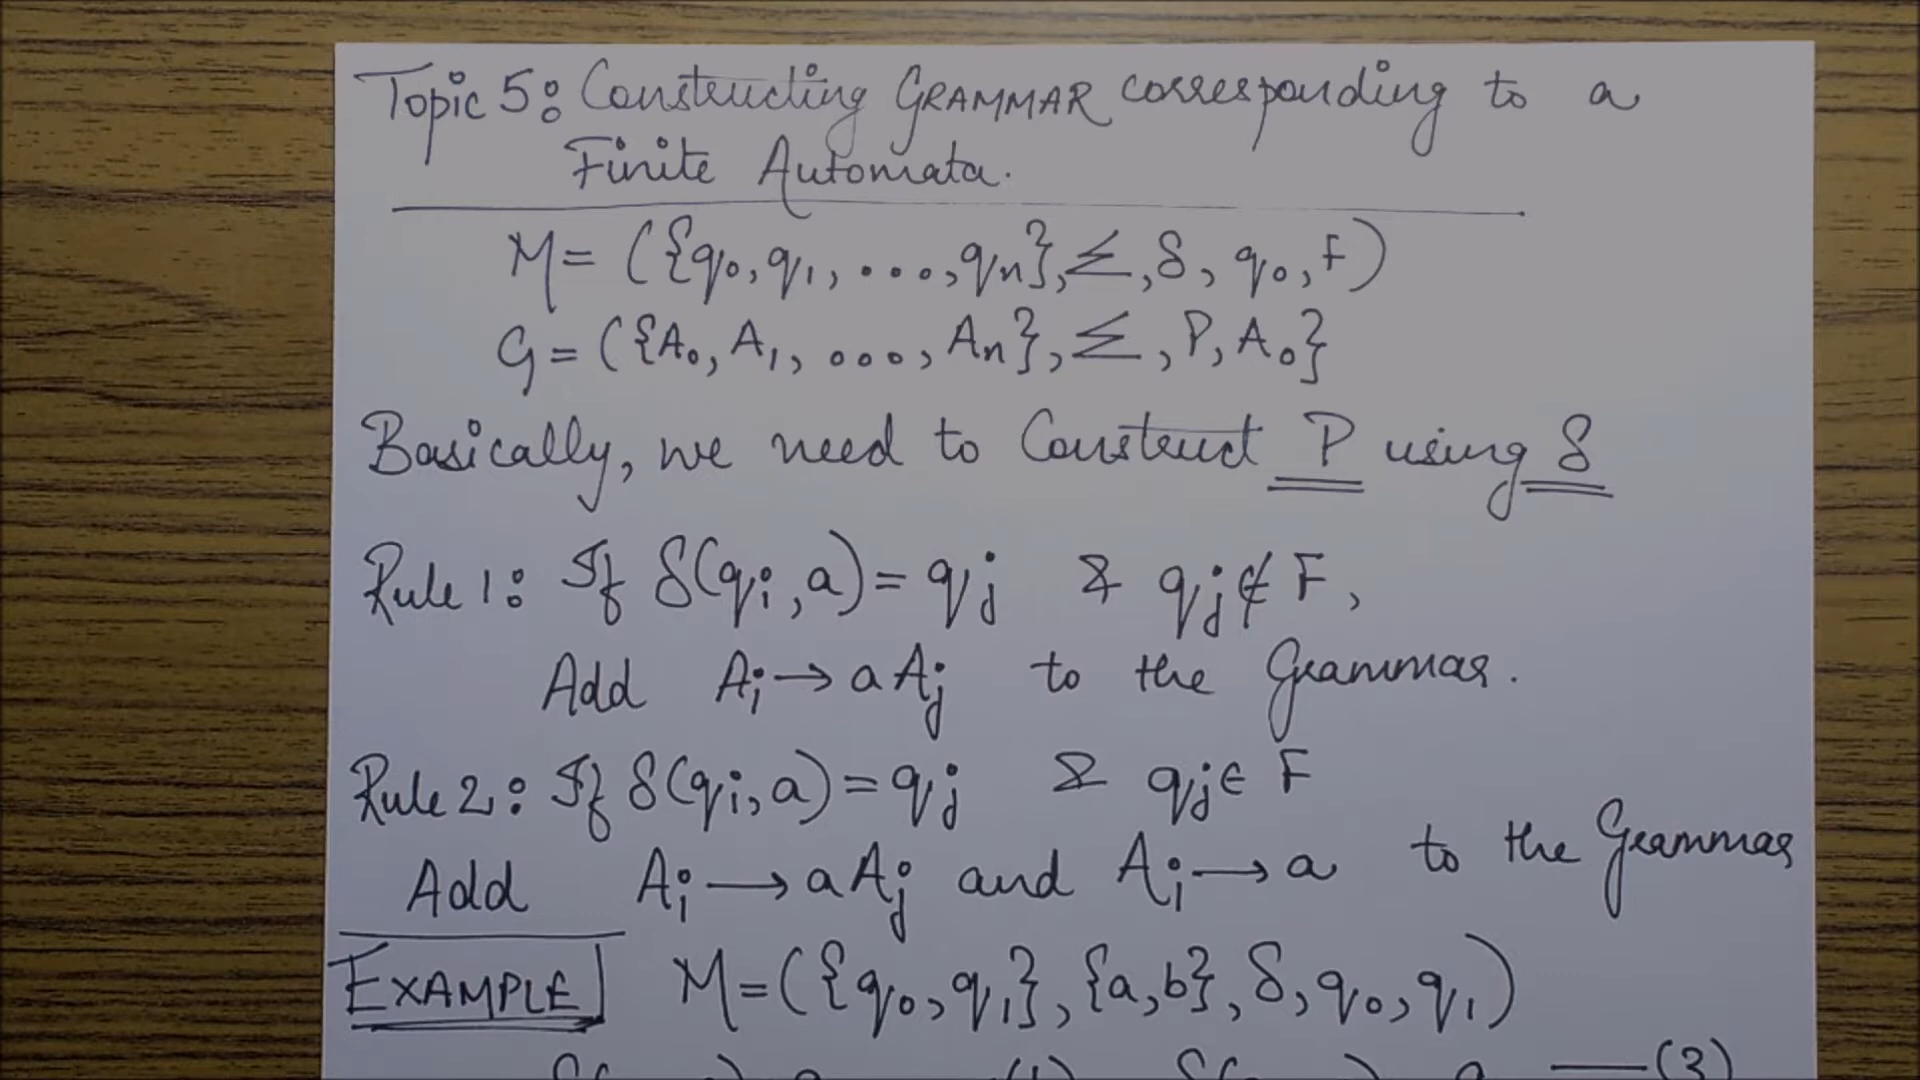 Topic 5: Constructing GRAMMAR corresponding to a
Finite Automata.
M = ({q₀, q₁, ..., qₙ}, Σ, δ, q₀, F)
G = ({A₀, A₁, ..., Aₙ}, Σ, P, A₀}
Basically, we need to Construct P using δ
Rule 1: If δ(qᵢ, a) = qⱼ & qⱼ ∉ F,
Add Aᵢ → a Aⱼ to the Grammar.
Rule 2: If δ(qᵢ, a) = qⱼ & qⱼ ∈ F
Add Aᵢ → a Aⱼ and Aᵢ → a to the Grammar
EXAMPLE M = ({q₀, q₁}, {a, b}, δ, q₀, q₁)